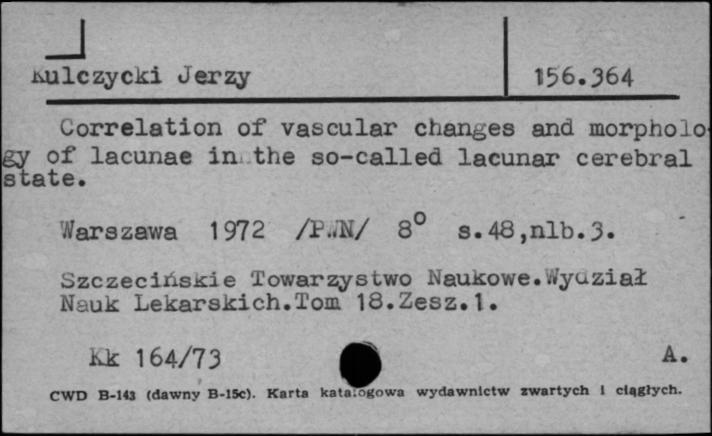 Kulczycki Jerzy 156.364
Correlation of vascular changes and morpholo-
gy of lacunae in the so-called lacunar cerebral
state.
Warszawa 1972 /PWN/ 8° s.48,nlb.3.
Szczecińskie Towarzystwo Naukowe.Wydział
Nauk Lekarskich.Tom 18.Zesz.1.
Kk 164/73 A.
CWD B-143 (dawny B-15c). Karta katalogowa wydawnictw zwartych i ciągłych.